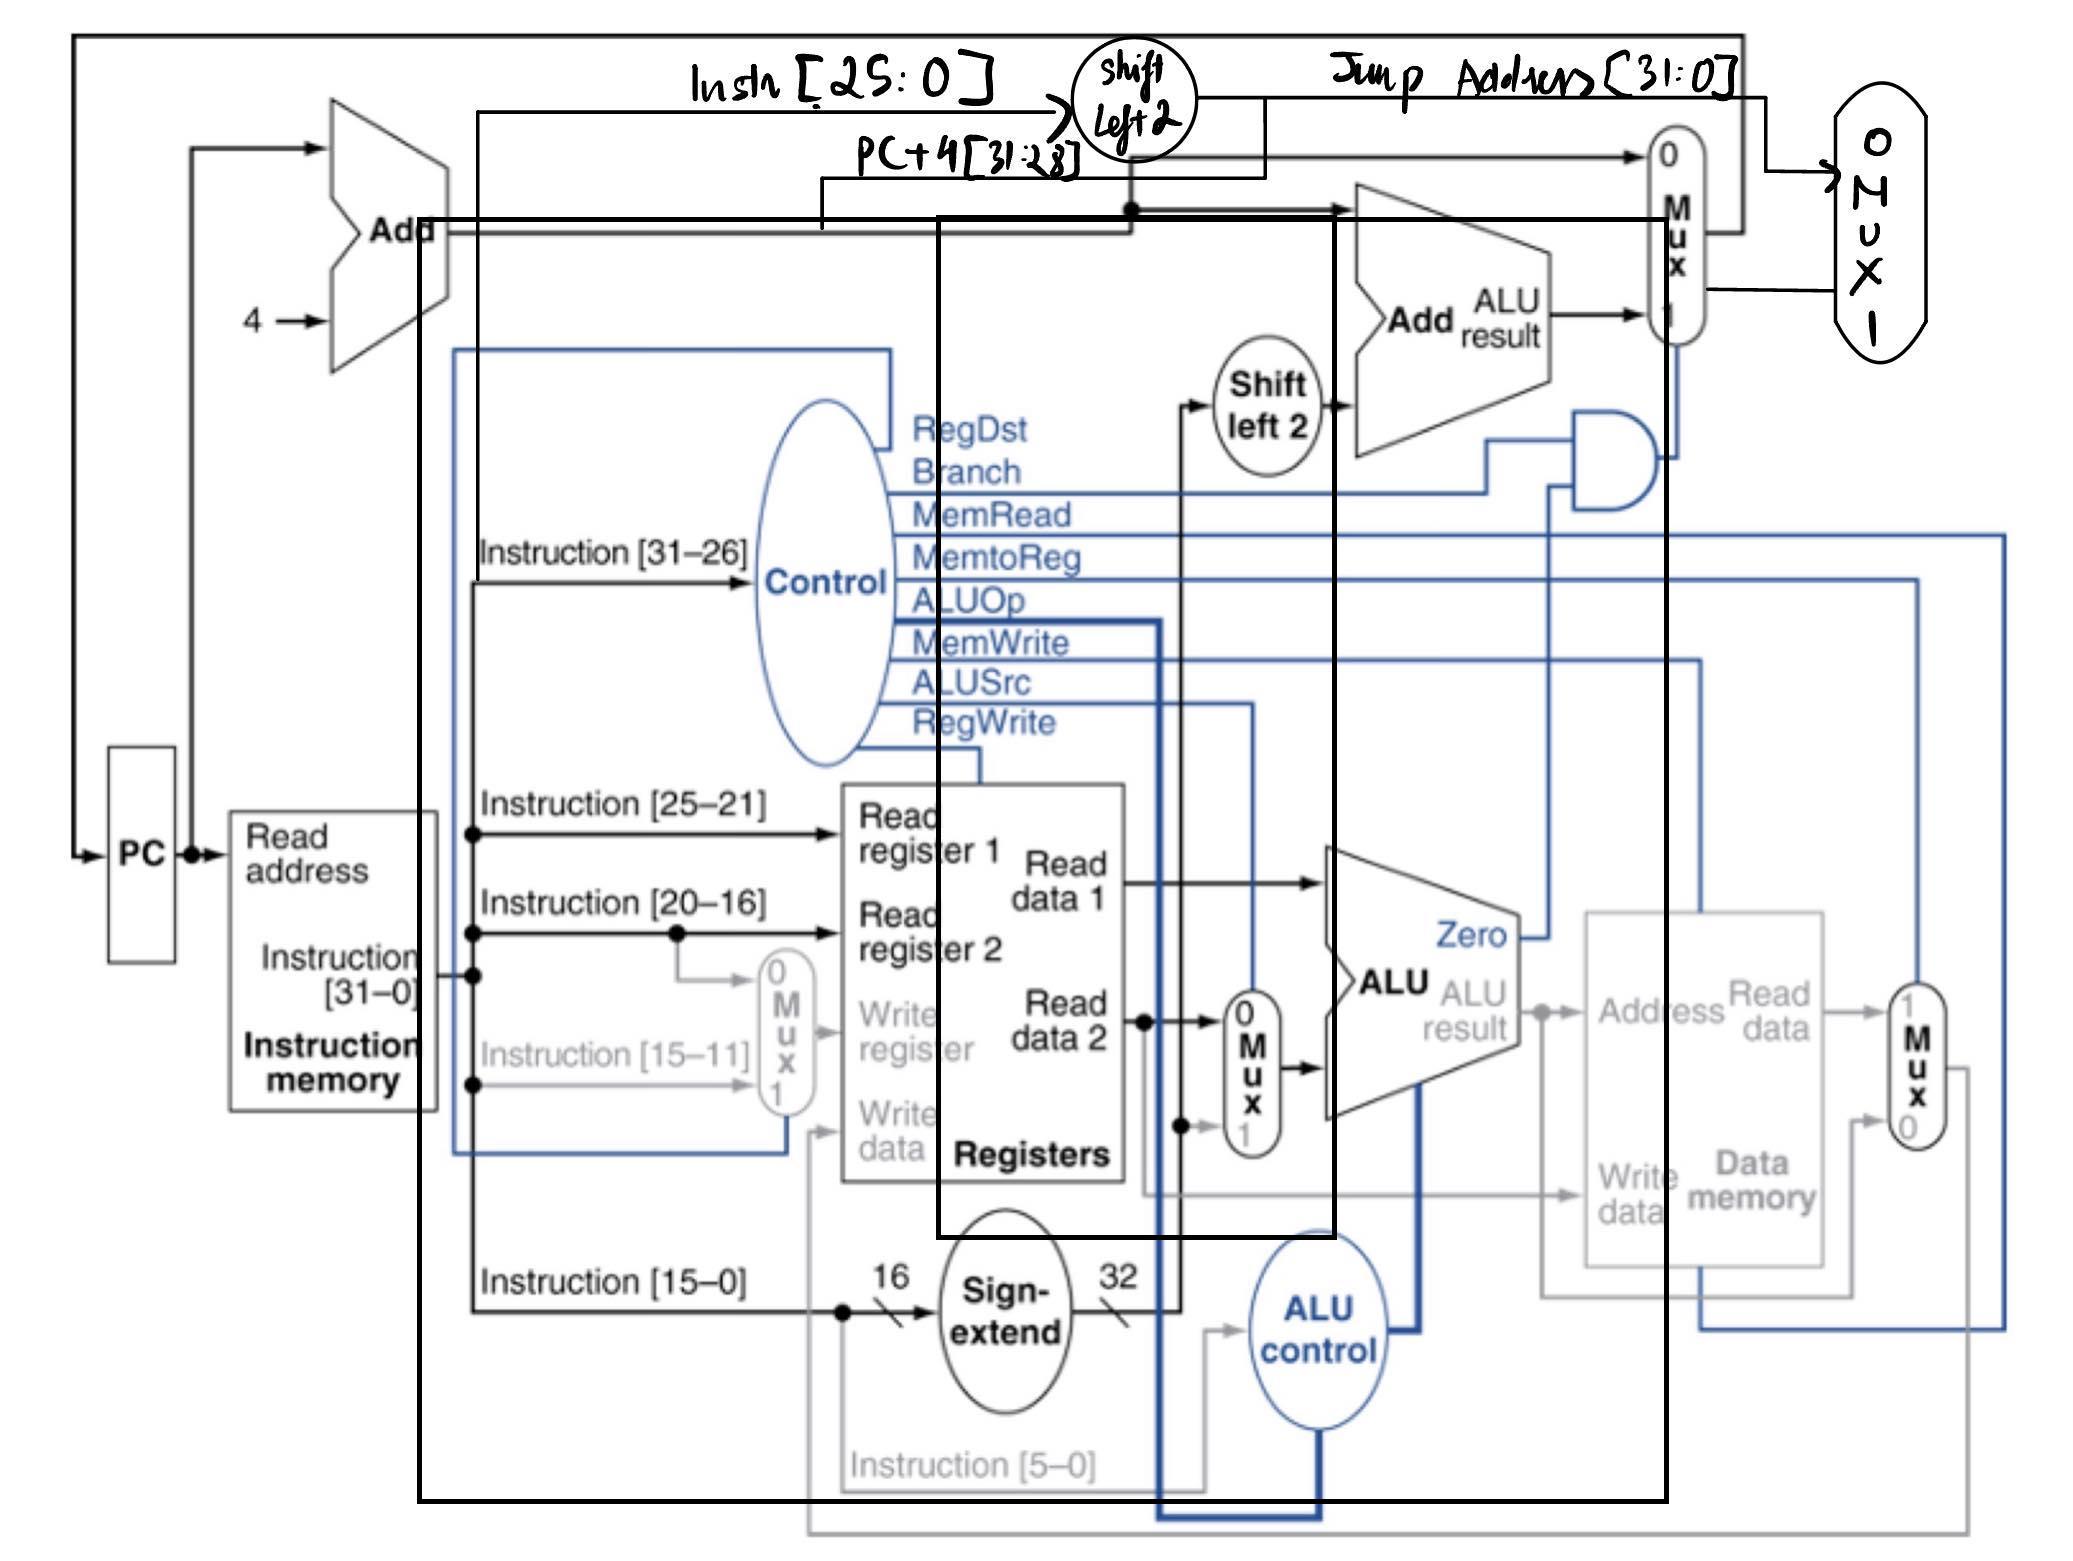 Instr [25:0]
Shift
left 2
Jump Address [31:0]
PC+4 [31:28]
0
M
u
x
1
0
M
u
x
1
Add
4
Add
ALU
result
Shift
left 2
RegDst
Branch
MemRead
MemtoReg
ALUOp
MemWrite
ALUSrc
RegWrite
Control
Instruction [31–26]
Instruction [25–21]
Instruction [20–16]
Instruction [15–11]
Instruction [15–0]
Instruction [5–0]
PC
Read
address
Instruction
[31–0]
Instruction
memory
0
M
u
x
1
Read
register 1
Read
register 2
Write
register
Write
data
Read
data 1
Read
data 2
Registers
0
M
u
x
1
Zero
ALU
ALU
result
Address
Read
data
Write
data
Data
memory
1
M
u
x
0
16
Sign-
extend
32
ALU
control